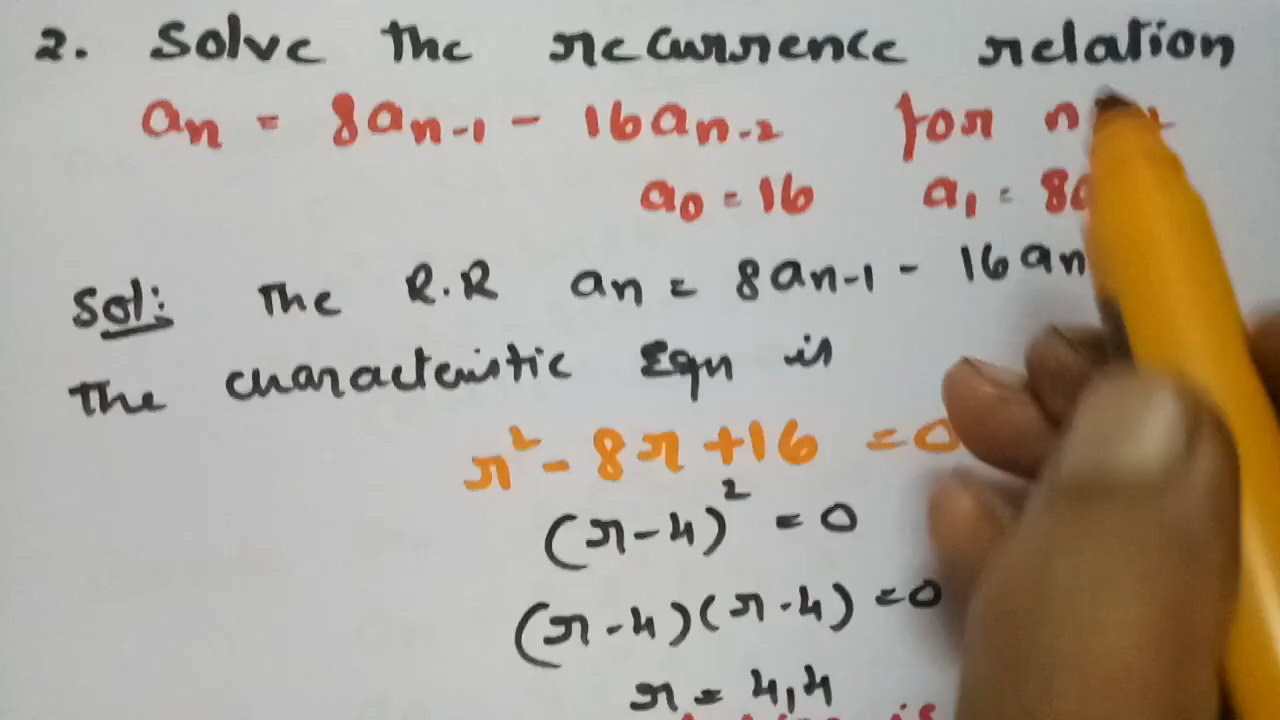 2. Solve the recurrence relation
an = 8an-1 - 16an-2 for n
a0 = 16 a1 = 8
Sol: The R.R an = 8an-1 - 16an
The characteristic Eqn is
r² - 8r + 16 = 0
(r-4)² = 0
(r-4)(r-4) = 0
r = 4,4
is